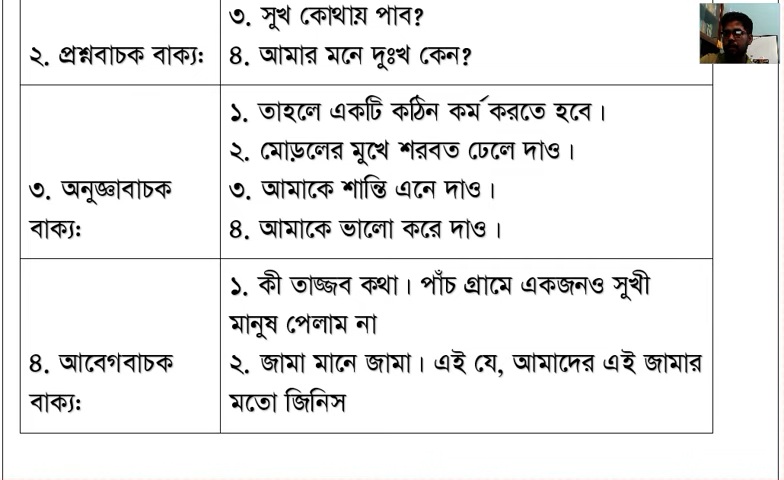 ৩. সুখ কোথায় পাব?
২. প্রশ্নবাচক বাক্য:
৪. আমার মনে দুঃখ কেন?
১. তাহলে একটি কঠিন কর্ম করতে হবে।
২. মোড়লের মুখে শরবত ঢেলে দাও।
৩. অনুজ্ঞাবাচক
৩. আমাকে শান্তি এনে দাও।
বাক্য:
৪. আমাকে ভালো করে দাও।
১. কী তাজ্জব কথা। পাঁচ গ্রামে একজনও সুখী
মানুষ পেলাম না
৪. আবেগবাচক
২. জামা মানে জামা। এই যে, আমাদের এই জামার
বাক্য:
মতো জিনিস